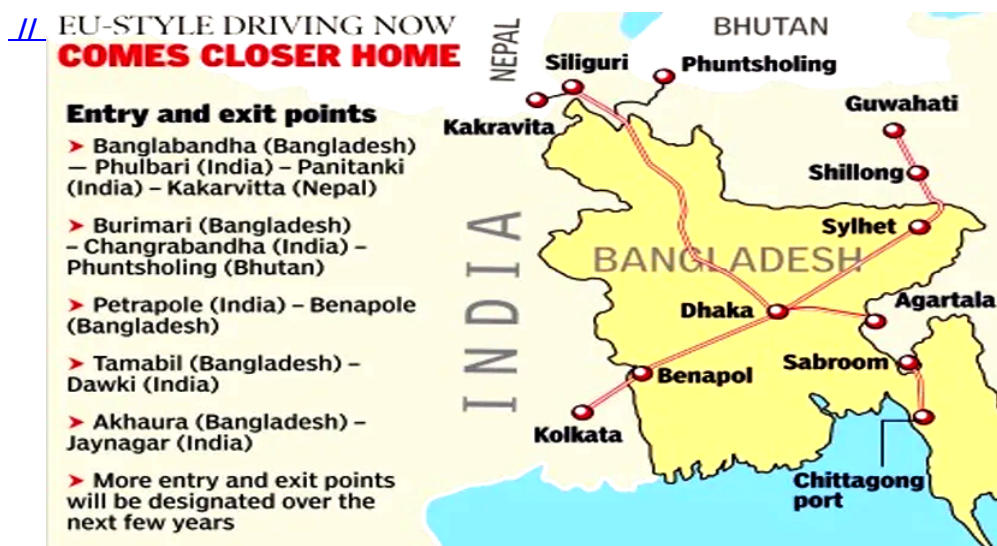 //
EU-STYLE DRIVING NOW
COMES CLOSER HOME
Entry and exit points
➤ Banglabandha (Bangladesh)
— Phulbari (India) – Panitanki
(India) – Kakarvitta (Nepal)
➤ Burimari (Bangladesh)
– Changrabandha (India) –
Phuntsholing (Bhutan)
➤ Petrapole (India) – Benapole
(Bangladesh)
➤ Tamabil (Bangladesh) –
Dawki (India)
➤ Akhaura (Bangladesh) –
Jaynagar (India)
➤ More entry and exit points
will be designated over the
next few years
NEPAL
BHUTAN
Siliguri
Phuntsholing
Kakravita
Guwahati
Shillong
Sylhet
INDIA
BANGLADESH
Dhaka
Agartala
Sabroom
Benapol
Kolkata
Chittagong
port